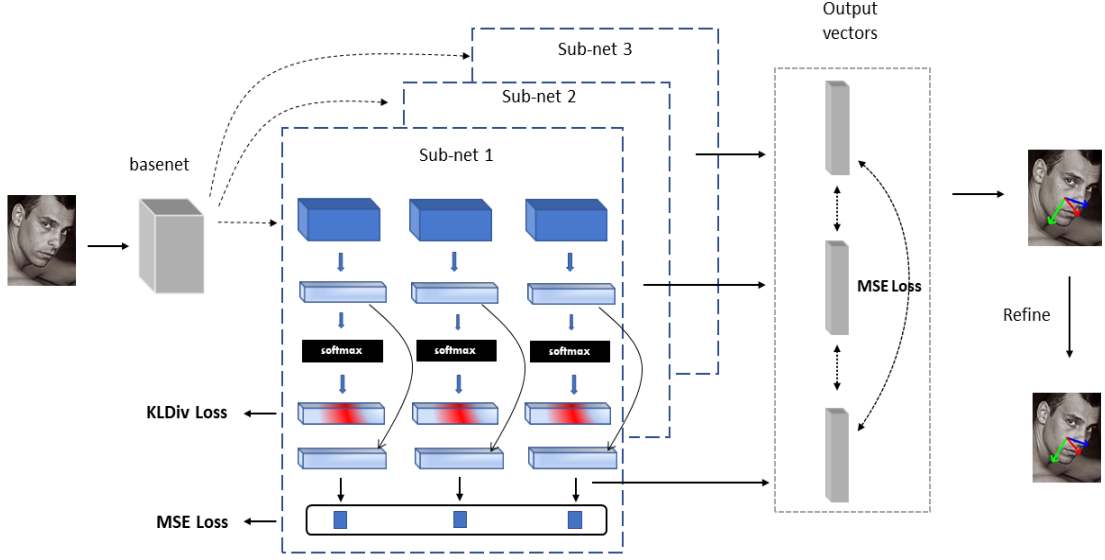 Output
vectors
Sub-net 3
Sub-net 2
Sub-net 1
basenet
softmax softmax softmax
MSE Loss
Refine
KLDiv Loss
MSE Loss